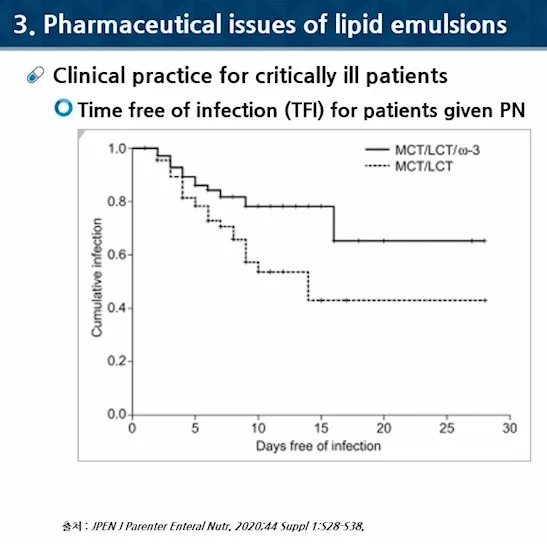 3. Pharmaceutical issues of lipid emulsions
Clinical practice for critically ill patients
Time free of infection (TFI) for patients given PN
MCT/LCT/ω-3
MCT/LCT
Cumulative infection
1.0
0.8
0.6
0.4
0.2
0.0
0 5 10 15 20 25 30
Days free of infection
출처 : JPEN J Parenter Enteral Nutr. 2020;44 Suppl 1:S28-S38.